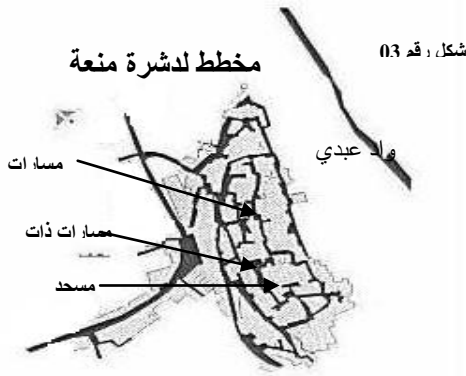 شكل رقم 03
مخطط لدشرة منعة
واد عبدي
مسارات
مسارات ذات
مسجد